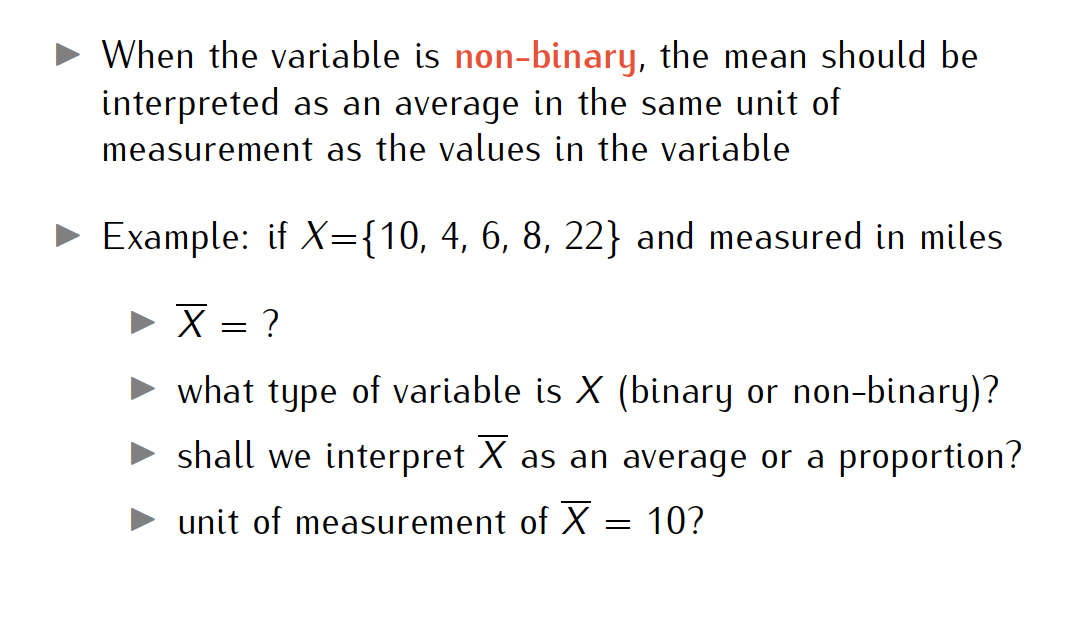 ▶ When the variable is non-binary, the mean should be
interpreted as an average in the same unit of
measurement as the values in the variable
▶ Example: if X={10, 4, 6, 8, 22} and measured in miles
▶ X̅ = ?
▶ what type of variable is X (binary or non-binary)?
▶ shall we interpret X̅ as an average or a proportion?
▶ unit of measurement of X̅ = 10?